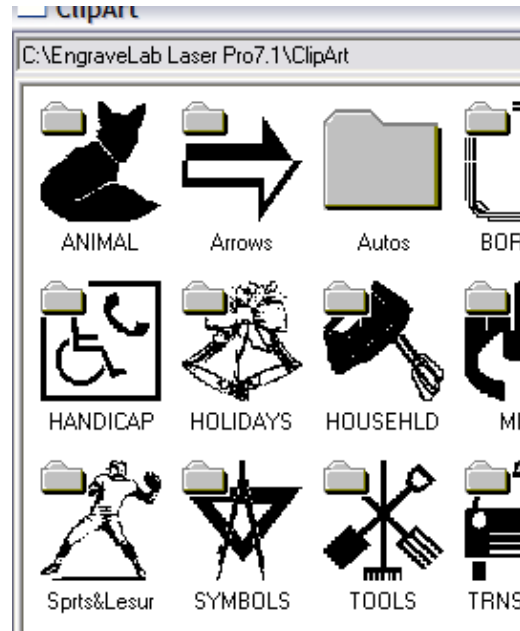 ClipArt
C:\EngraveLab Laser Pro7.1\ClipArt
ANIMAL Arrows Autos
HANDICAP HOLIDAYS HOUSEHLD
Sprts&Lesur SYMBOLS TOOLS